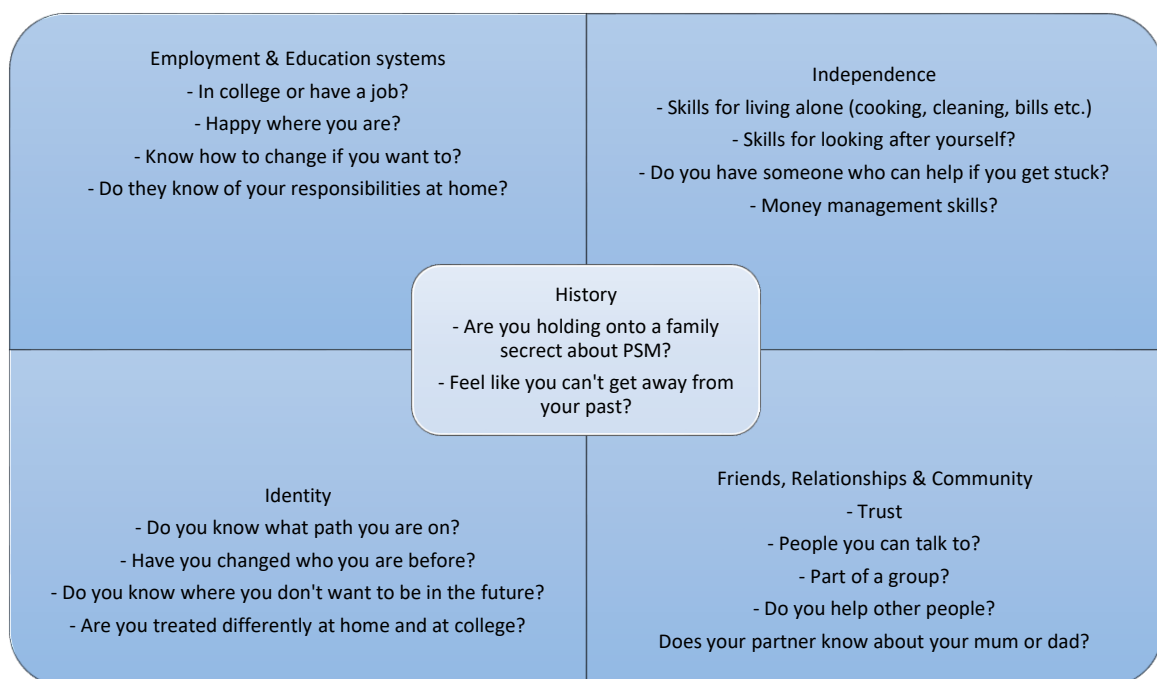 Employment & Education systems
- In college or have a job?
- Happy where you are?
- Know how to change if you want to?
- Do they know of your responsibilities at home?
Independence
- Skills for living alone (cooking, cleaning, bills etc.)
- Skills for looking after yourself?
- Do you have someone who can help if you get stuck?
- Money management skills?
History
- Are you holding onto a family
secrect about PSM?
- Feel like you can't get away from
your past?
Identity
- Do you know what path you are on?
- Have you changed who you are before?
- Do you know where you don't want to be in the future?
- Are you treated differently at home and at college?
Friends, Relationships & Community
- Trust
- People you can talk to?
- Part of a group?
- Do you help other people?
Does your partner know about your mum or dad?